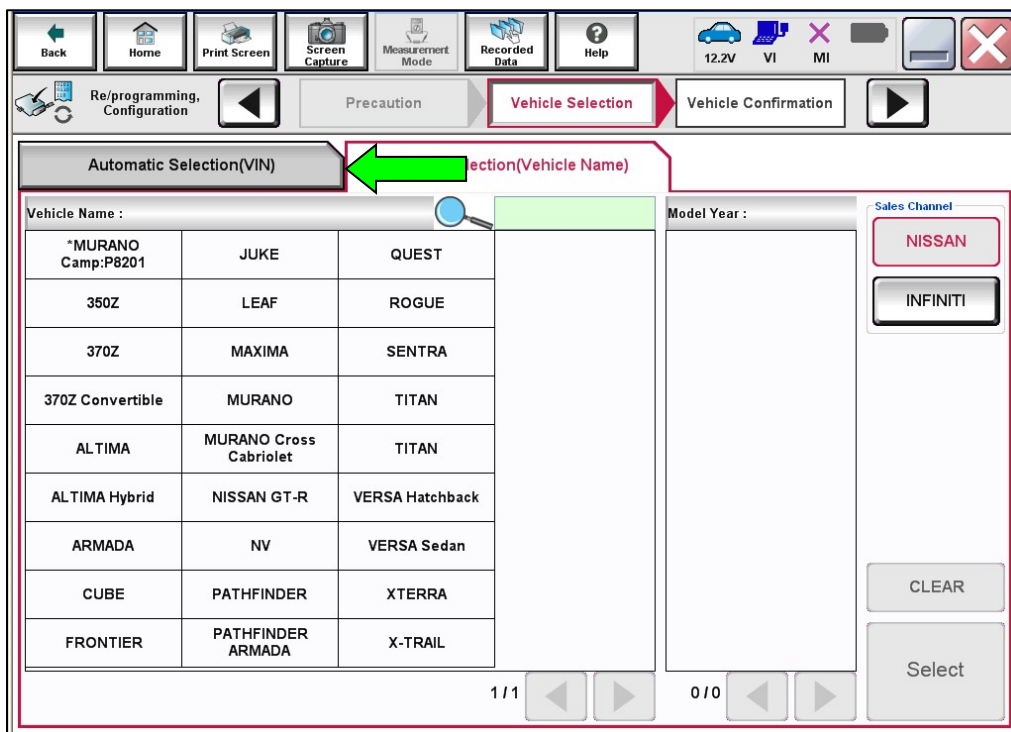 Back
Home
Print Screen
Screen
Capture
Measurement
Mode
Recorded
Data
Help
12.2V
VI
MI
Re/programming,
Configuration
Precaution
Vehicle Selection
Vehicle Confirmation
Automatic Selection(VIN)
ection(Vehicle Name)
Vehicle Name :
Model Year :
Sales Channel
*MURANO
Camp:P8201
JUKE
QUEST
NISSAN
350Z
LEAF
ROGUE
INFINITI
370Z
MAXIMA
SENTRA
370Z Convertible
MURANO
TITAN
ALTIMA
MURANO Cross
Cabriolet
TITAN
ALTIMA Hybrid
NISSAN GT-R
VERSA Hatchback
ARMADA
NV
VERSA Sedan
CUBE
PATHFINDER
XTERRA
CLEAR
FRONTIER
PATHFINDER
ARMADA
X-TRAIL
Select
1/1
0/0